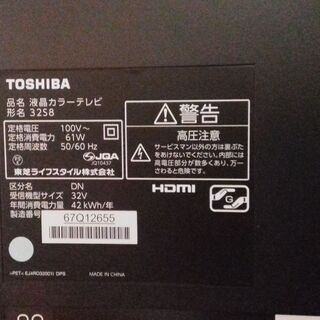 TOSHIBA
品名 液晶カラーテレビ
形名 32S8
定格電圧 100V～
定格消費電力 61W
定格周波数 50/60 Hz
JQA
JQ10457
東芝ライフスタイル株式会社
区分名 DN
受信機型サイズ 32V
年間消費電力量 42 kWh/年
製造番号
67Q12655
MADE IN CHINA
警告
高圧注意
サービスマン以外の方は裏ぶた
をあけないでください。内部には
高電圧部分が数多くあり、万一
さわると危険です。
HDMI
G